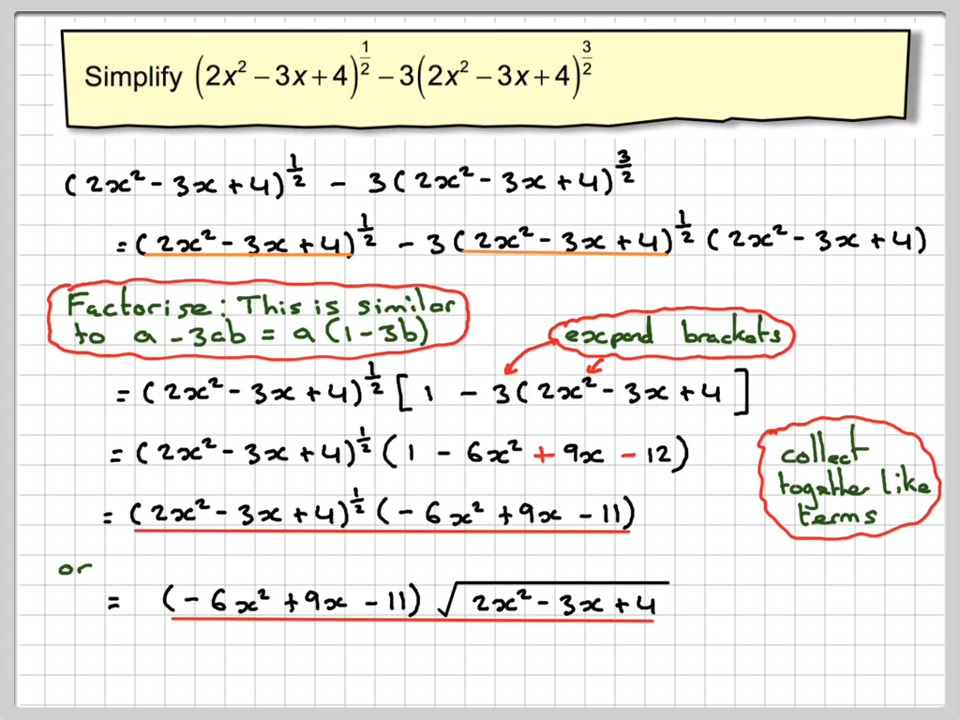 Simplify (2x² − 3x + 4)^½ − 3(2x² − 3x + 4)^(3/2)
(2x² - 3x + 4)^½ - 3(2x² - 3x + 4)^(3/2)
= (2x² - 3x + 4)^½ - 3(2x² - 3x + 4)^½ (2x² - 3x + 4)
Factorise: This is similar
to a - 3ab = a(1 - 3b)
expand brackets
= (2x² - 3x + 4)^½ [1 - 3(2x² - 3x + 4]
= (2x² - 3x + 4)^½ (1 - 6x² + 9x - 12)
collect
together like
terms
= (2x² - 3x + 4)^½ (-6x² + 9x - 11)
or
= (-6x² + 9x - 11) √(2x² - 3x + 4)